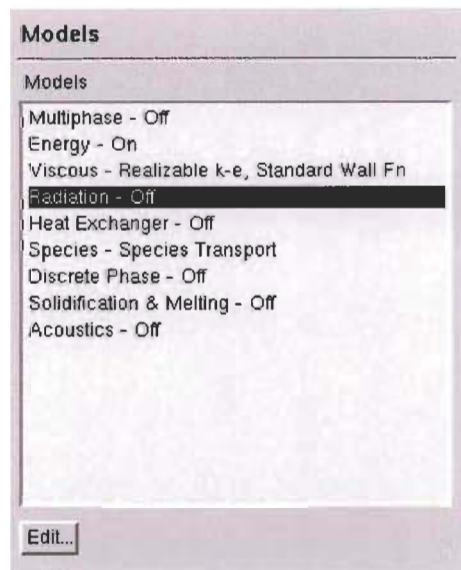 Models
Models
Multiphase - Off
Energy - On
Viscous - Realizable k-e, Standard Wall Fn
Radiation - Off
Heat Exchanger - Off
Species - Species Transport
Discrete Phase - Off
Solidification & Melting - Off
Acoustics - Off
Edit...